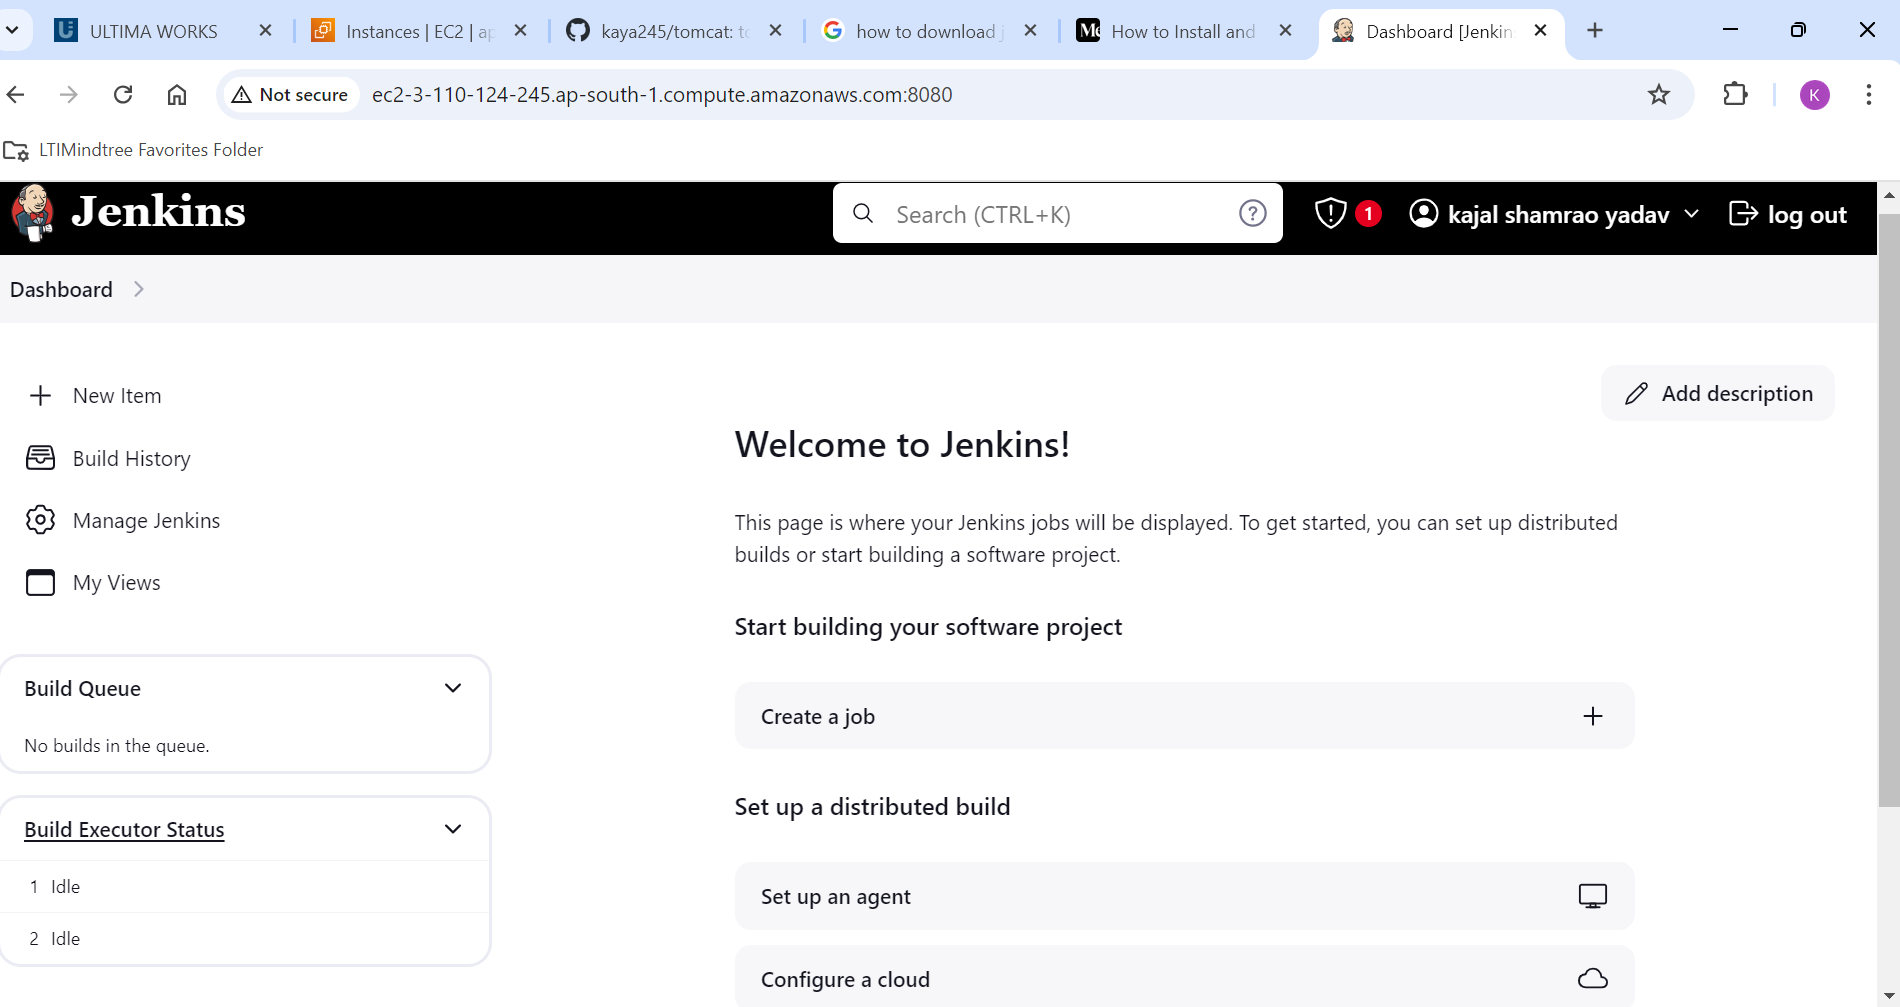 ULTIMA WORKS
Instances | EC2 | ap
kaya245/tomcat: to
how to download j
How to Install and
Dashboard [Jenkin
Not secure
ec2-3-110-124-245.ap-south-1.compute.amazonaws.com:8080
K
LTIMindtree Favorites Folder
Jenkins
Search (CTRL+K)
1
kajal shamrao yadav
log out
Dashboard
New Item
Build History
Manage Jenkins
My Views
Build Queue
No builds in the queue.
Build Executor Status
1 Idle
2 Idle
Add description
Welcome to Jenkins!
This page is where your Jenkins jobs will be displayed. To get started, you can set up distributed
builds or start building a software project.
Start building your software project
Create a job
Set up a distributed build
Set up an agent
Configure a cloud